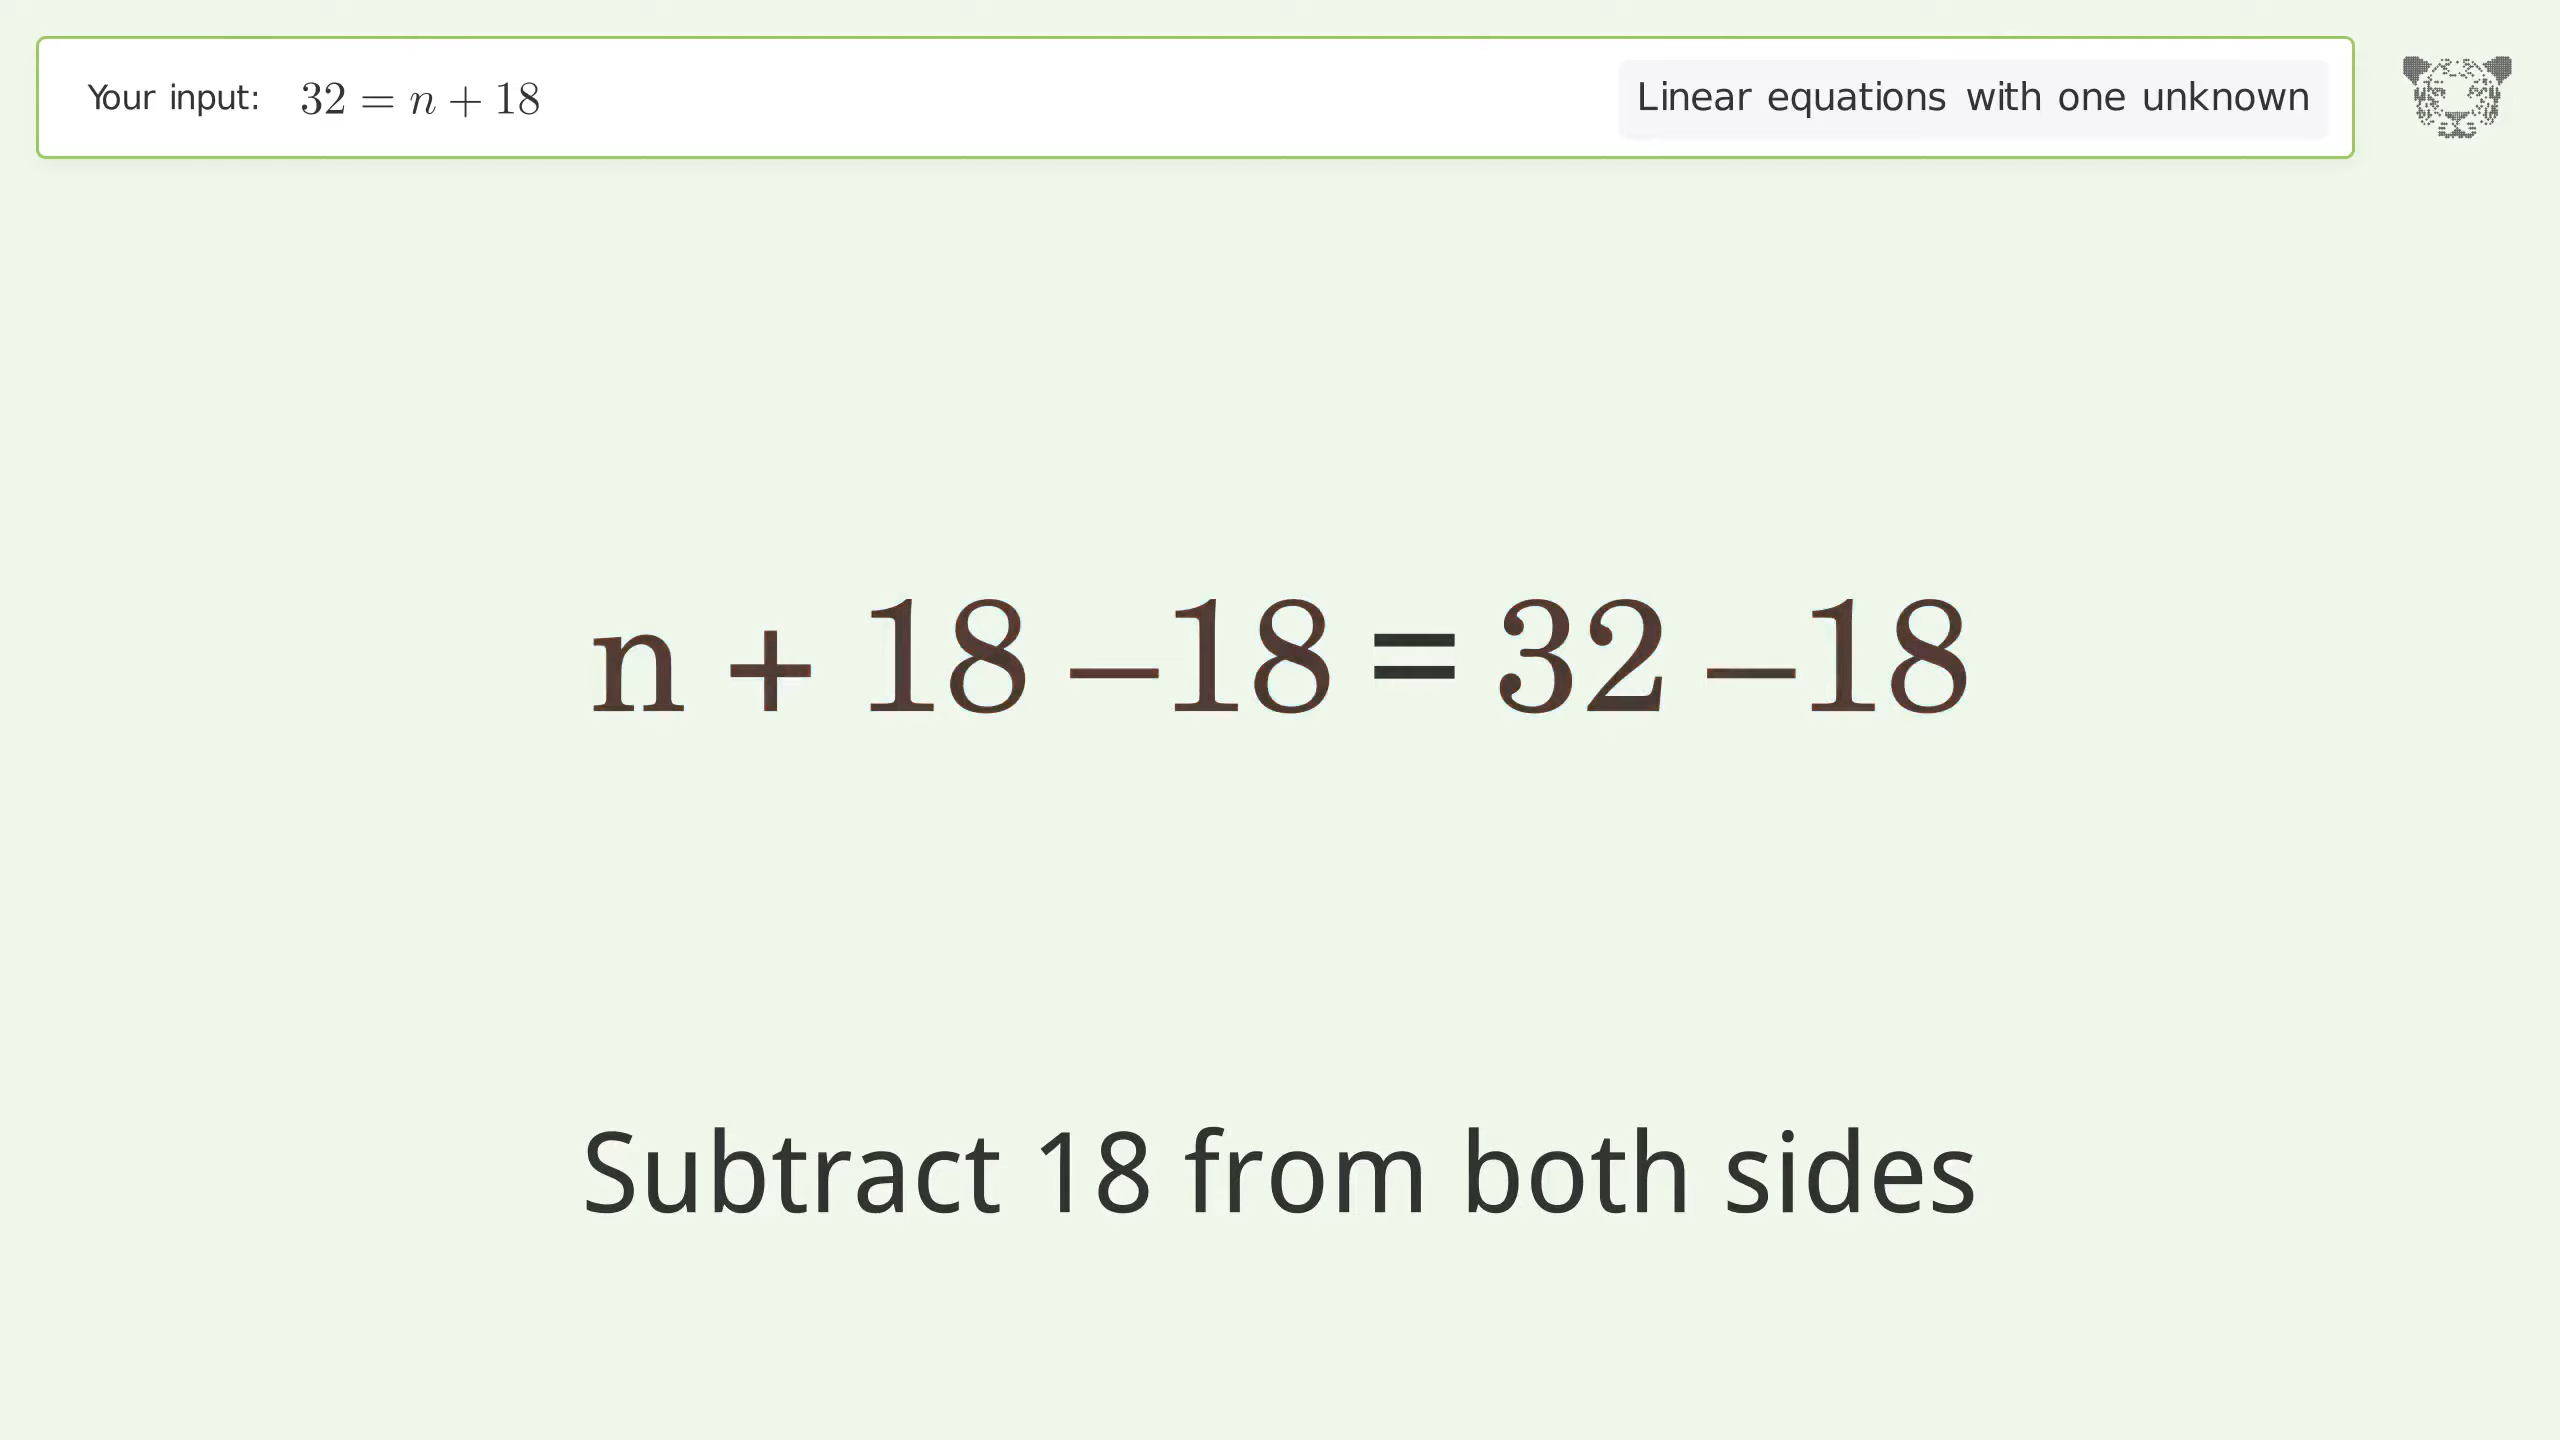 Your input: 32 = n + 18
Linear equations with one unknown
n + 18 –18 = 32 –18
Subtract 18 from both sides